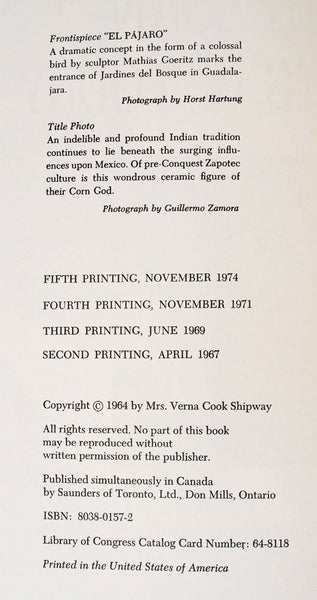 Frontispiece "EL PÁJARO"
A dramatic concept in the form of a colossal
bird by sculptor Mathias Goeritz marks the
entrance of Jardines del Bosque in Guadala-
jara.
Photograph by Horst Hartung
Title Photo
An indelible and profound Indian tradition
continues to lie beneath the surging influ-
ences upon Mexico. Of pre-Conquest Zapotec
culture is this wondrous ceramic figure of
their Corn God.
Photograph by Guillermo Zamora
FIFTH PRINTING, NOVEMBER 1974
FOURTH PRINTING, NOVEMBER 1971
THIRD PRINTING, JUNE 1969
SECOND PRINTING, APRIL 1967
Copyright © 1964 by Mrs. Verna Cook Shipway
All rights reserved. No part of this book
may be reproduced without
written permission of the publisher.
Published simultaneously in Canada
by Saunders of Toronto, Ltd., Don Mills, Ontario
ISBN: 8038-0157-2
Library of Congress Catalog Card Number: 64-8118
Printed in the United States of America